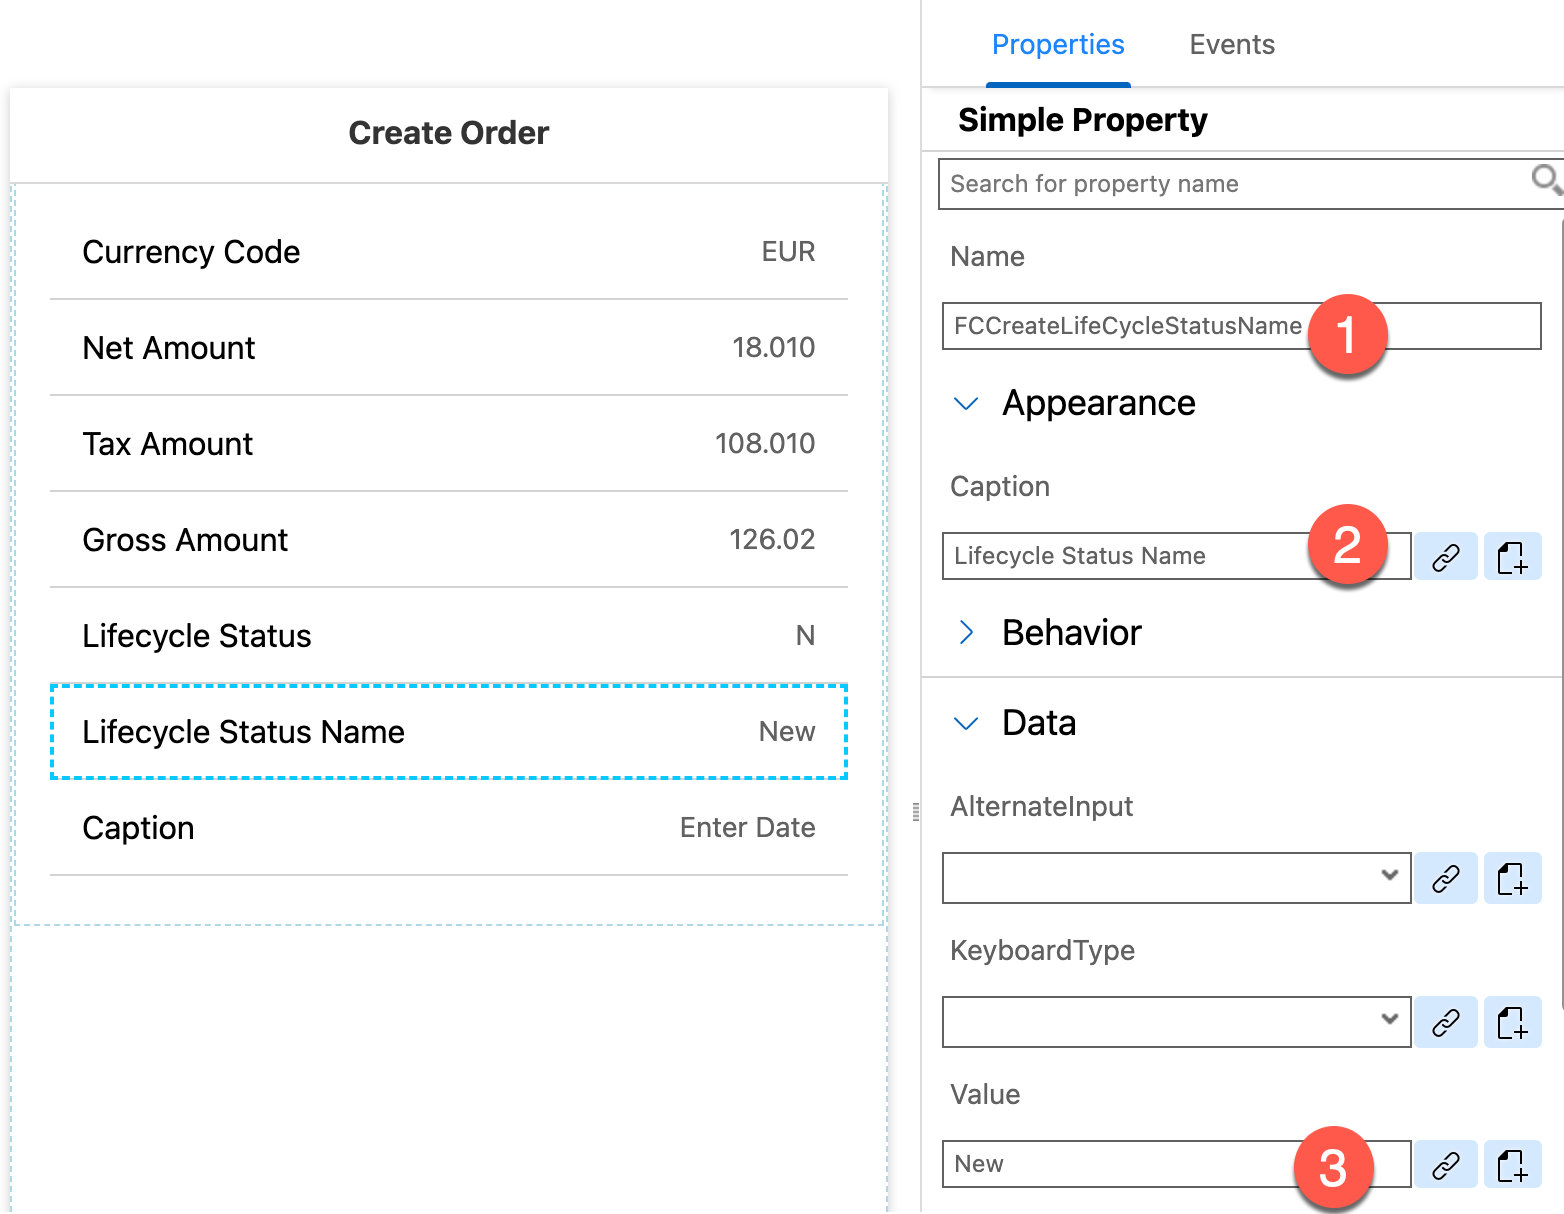 Create Order
Currency Code EUR
Net Amount 18.010
Tax Amount 108.010
Gross Amount 126.02
Lifecycle Status N
Lifecycle Status Name New
Caption Enter Date
Properties Events
Simple Property
Search for property name
Name
FCCreateLifeCycleStatusName 1
Appearance
Caption
Lifecycle Status Name 2
Behavior
Data
AlternateInput
KeyboardType
Value
New 3